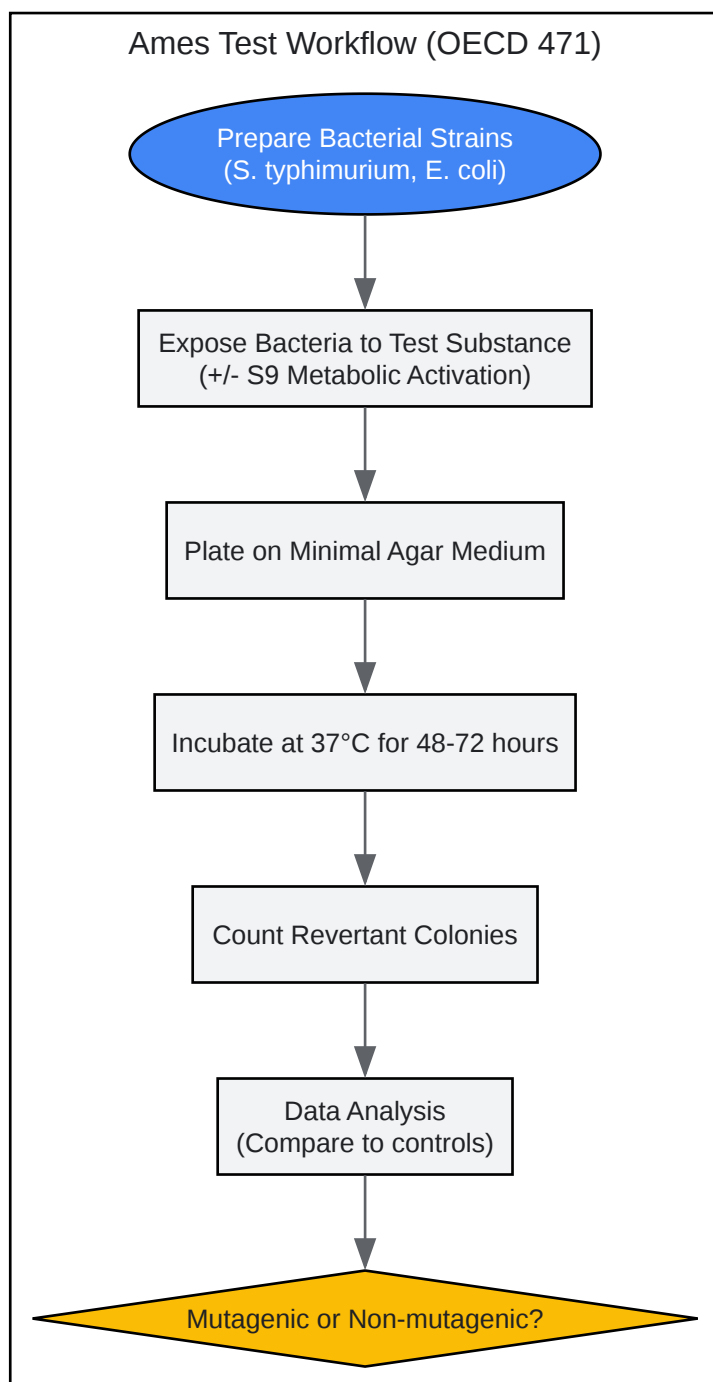 Ames Test Workflow (OECD 471)
Prepare Bacterial Strains
(S. typhimurium, E. coli)
Expose Bacteria to Test Substance
(+/- S9 Metabolic Activation)
Plate on Minimal Agar Medium
Incubate at 37°C for 48-72 hours
Count Revertant Colonies
Data Analysis
(Compare to controls)
Mutagenic or Non-mutagenic?